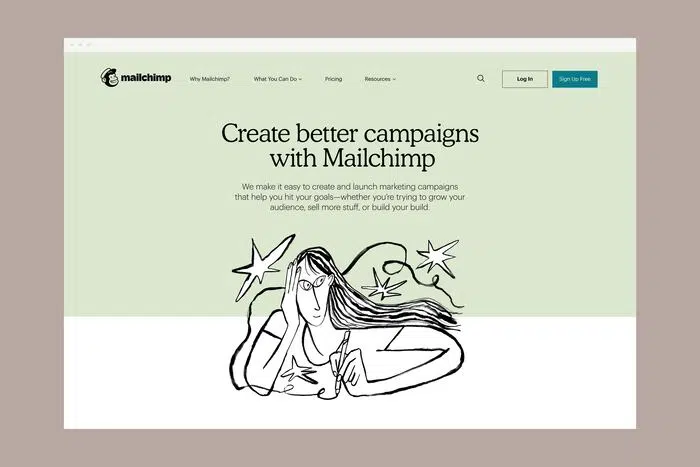 mailchimp
Why Mailchimp?
What You Can Do
Pricing
Resources
Log In
Sign Up Free
Create better campaigns
with Mailchimp
We make it easy to create and launch marketing campaigns
that help you hit your goals—whether you're trying to grow your
audience, sell more stuff, or build your build.